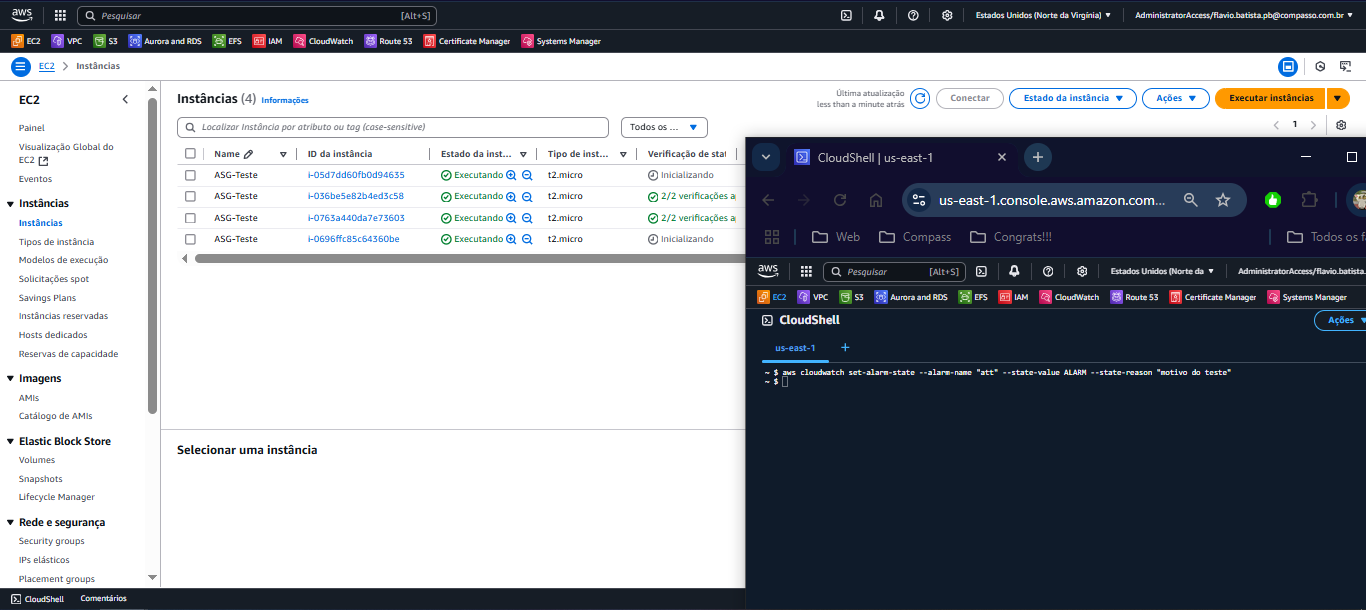 aws
Pesquisar [Alt+S]
Estados Unidos (Norte da Virgínia) ▼
AdministratorAccess/flavio.batista.pb@compasso.com.br ▼
EC2 VPC S3 Aurora and RDS EFS IAM CloudWatch Route 53 Certificate Manager Systems Manager
EC2 > Instâncias
EC2
Painel
Visualização Global do
EC2
Eventos
Instâncias
Instâncias
Tipos de instância
Modelos de execução
Solicitações spot
Savings Plans
Instâncias reservadas
Hosts dedicados
Reservas de capacidade
Imagens
AMIs
Catálogo de AMIs
Elastic Block Store
Volumes
Snapshots
Lifecycle Manager
Rede e segurança
Security groups
IPs elásticos
Placement groups
Instâncias (4) Informações
Última atualização
less than a minute atrás
Conectar
Estado da instância ▼
Ações ▼
Executar instâncias
Localizar Instância por atributo ou tag (case-sensitive)
Todos os ...
1
Name ID da instância Estado da inst... Tipo de inst... Verificação de stat
ASG-Teste i-05d7dd60fb0d94635 Executando t2.micro Inicializando
ASG-Teste i-036be5e82b4ed3c58 Executando t2.micro 2/2 verificações a
ASG-Teste i-0763a440da7e73603 Executando t2.micro 2/2 verificações a
ASG-Teste i-0696ffc85c64360be Executando t2.micro Inicializando
Selecionar uma instância
CloudShell | us-east-1
us-east-1.console.aws.amazon.com...
Web Compass Congrats!!! Todos os fa
aws
Pesquisar [Alt+S]
Estados Unidos (Norte da ▼
AdministratorAccess/flavio.batista.
EC2 VPC S3 Aurora and RDS EFS IAM CloudWatch Route 53 Certificate Manager Systems Manager
CloudShell
Ações
us-east-1 +
~ $ aws cloudwatch set-alarm-state --alarm-name "att" --state-value ALARM --state-reason "motivo do teste"
~ $
CloudShell Comentários